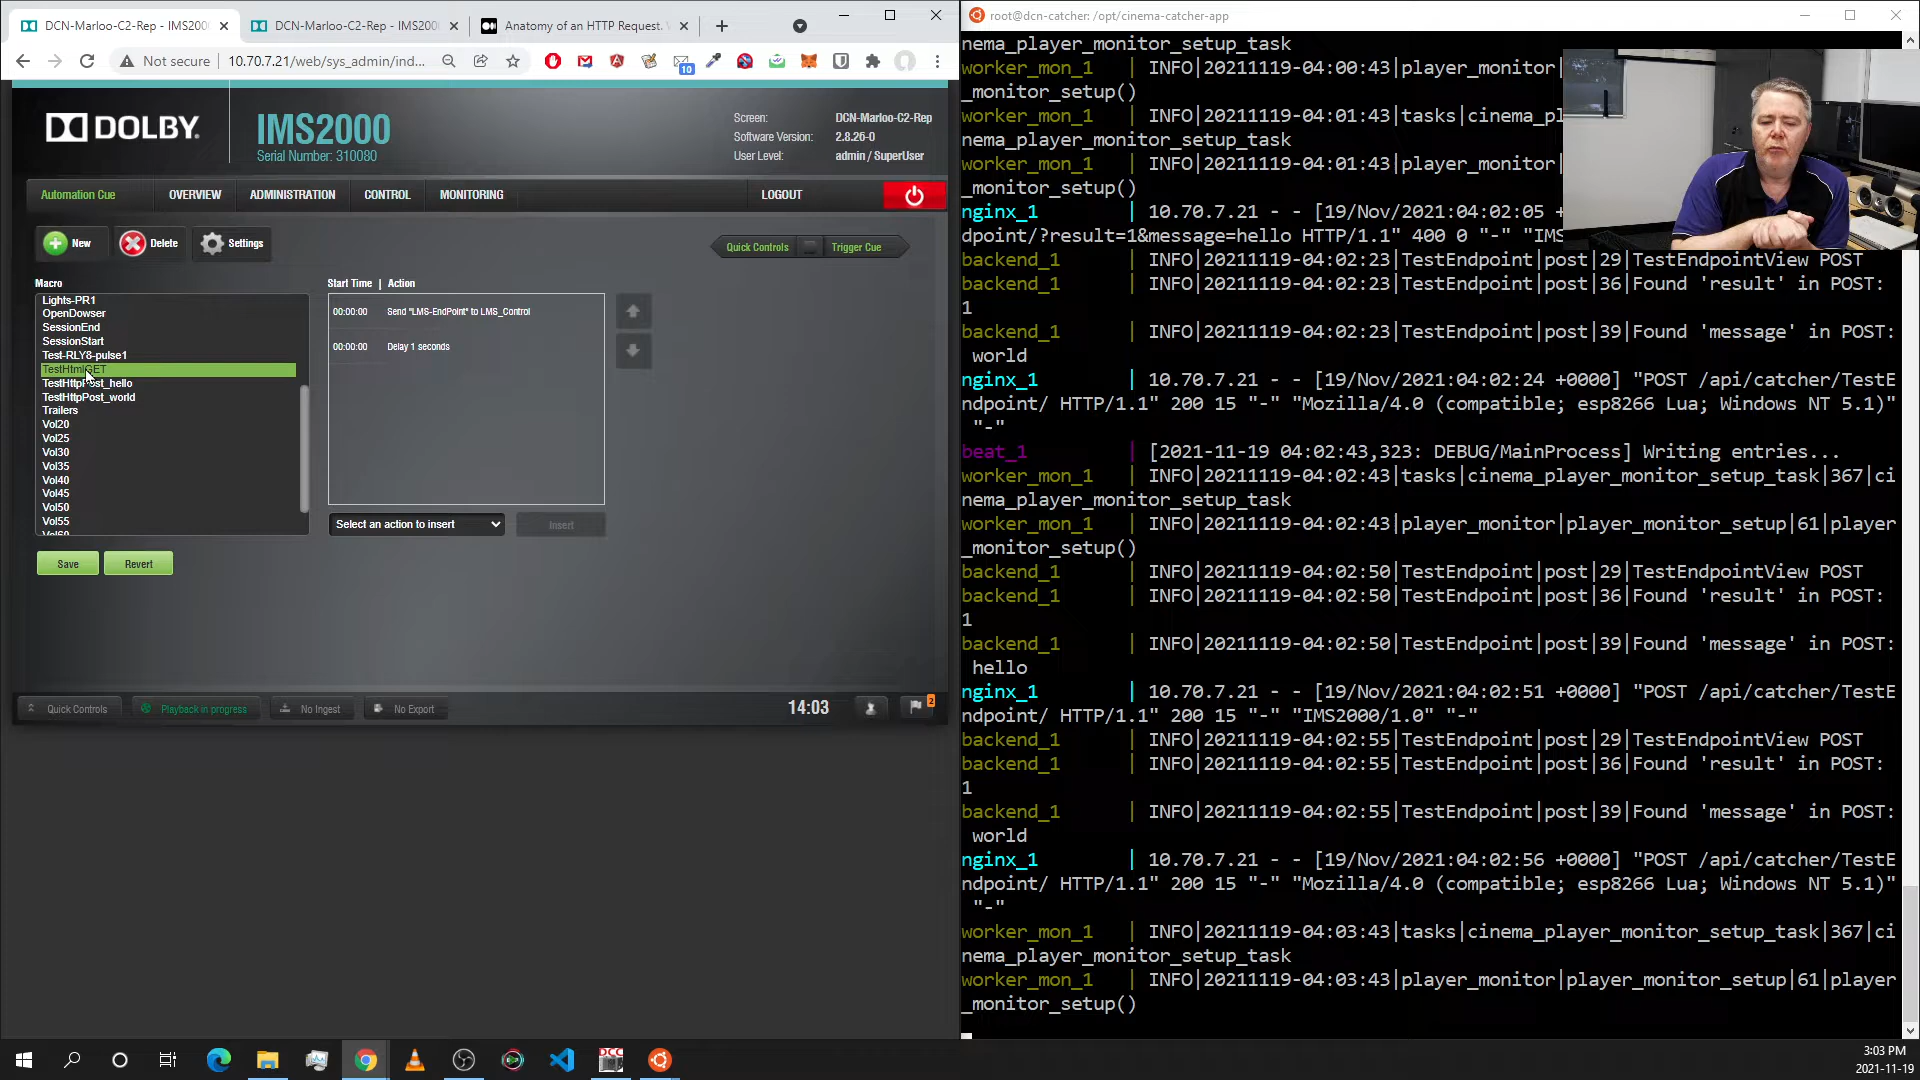 DCN-Marloo-C2-Rep - IMS200
DCN-Marloo-C2-Rep - IMS200
Anatomy of an HTTP Request.
Not secure
10.70.7.21/web/sys_admin/ind...
10
DOLBY
IMS2000
Serial Number: 310080
Screen: DCN-Marloo-C2-Rep
Software Version: 2.8.26-0
User Level: admin / SuperUser
Automation Cue OVERVIEW ADMINISTRATION CONTROL MONITORING LOGOUT
New Delete Settings
Quick Controls Trigger Cue
Macro
Lights-PR1
OpenDowser
SessionEnd
SessionStart
Test-RLY8-pulse1
TestHtmlGET
TestHttpPost_hello
TestHttpPost_world
Trailers
Vol20
Vol25
Vol30
Vol35
Vol40
Vol45
Vol50
Vol55
Vol60
Start Time | Action
00:00:00 Send "LMS-EndPoint" to LMS_Control
00:00:00 Delay 1 seconds
Select an action to insert Insert
Save Revert
Quick Controls Playback in progress No Ingest No Export 14:03 2
root@dcn-catcher: /opt/cinema-catcher-app
nema_player_monitor_setup_task
worker_mon_1 | INFO|20211119-04:00:43|player_monitor|
_monitor_setup()
worker_mon_1 | INFO|20211119-04:01:43|tasks|cinema_pl
nema_player_monitor_setup_task
worker_mon_1 | INFO|20211119-04:01:43|player_monitor|
_monitor_setup()
nginx_1 | 10.70.7.21 - - [19/Nov/2021:04:02:05 +
dpoint/?result=1&message=hello HTTP/1.1" 400 0 "-" "IMS
backend_1 | INFO|20211119-04:02:23|TestEndpoint|post|29|TestEndpointView POST
backend_1 | INFO|20211119-04:02:23|TestEndpoint|post|36|Found 'result' in POST:
1
backend_1 | INFO|20211119-04:02:23|TestEndpoint|post|39|Found 'message' in POST:
world
nginx_1 | 10.70.7.21 - - [19/Nov/2021:04:02:24 +0000] "POST /api/catcher/TestE
ndpoint/ HTTP/1.1" 200 15 "-" "Mozilla/4.0 (compatible; esp8266 Lua; Windows NT 5.1)"
"-"
beat_1 | [2021-11-19 04:02:43,323: DEBUG/MainProcess] Writing entries...
worker_mon_1 | INFO|20211119-04:02:43|tasks|cinema_player_monitor_setup_task|367|ci
nema_player_monitor_setup_task
worker_mon_1 | INFO|20211119-04:02:43|player_monitor|player_monitor_setup|61|player
_monitor_setup()
backend_1 | INFO|20211119-04:02:50|TestEndpoint|post|29|TestEndpointView POST
backend_1 | INFO|20211119-04:02:50|TestEndpoint|post|36|Found 'result' in POST:
1
backend_1 | INFO|20211119-04:02:50|TestEndpoint|post|39|Found 'message' in POST:
hello
nginx_1 | 10.70.7.21 - - [19/Nov/2021:04:02:51 +0000] "POST /api/catcher/TestE
ndpoint/ HTTP/1.1" 200 15 "-" "IMS2000/1.0" "-"
backend_1 | INFO|20211119-04:02:55|TestEndpoint|post|29|TestEndpointView POST
backend_1 | INFO|20211119-04:02:55|TestEndpoint|post|36|Found 'result' in POST:
1
backend_1 | INFO|20211119-04:02:55|TestEndpoint|post|39|Found 'message' in POST:
world
nginx_1 | 10.70.7.21 - - [19/Nov/2021:04:02:56 +0000] "POST /api/catcher/TestE
ndpoint/ HTTP/1.1" 200 15 "-" "Mozilla/4.0 (compatible; esp8266 Lua; Windows NT 5.1)"
"-"
worker_mon_1 | INFO|20211119-04:03:43|tasks|cinema_player_monitor_setup_task|367|ci
nema_player_monitor_setup_task
worker_mon_1 | INFO|20211119-04:03:43|player_monitor|player_monitor_setup|61|player
_monitor_setup()
DCC
3:03 PM
2021-11-19